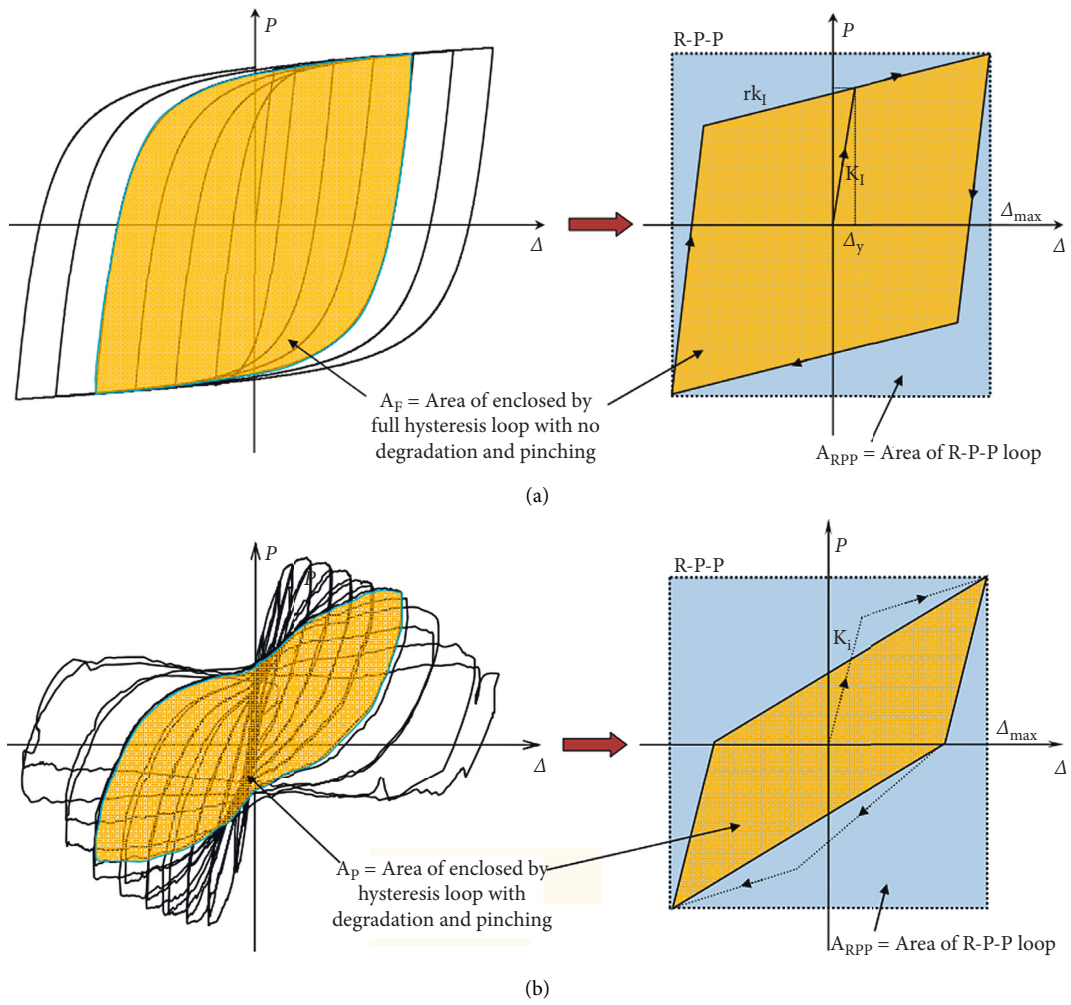 P
Δ
A_F = Area of enclosed by
full hysteresis loop with no
degradation and pinching
R-P-P
P
rk_I
K_I
Δ_max
Δ_y
Δ
A_RPP = Area of R-P-P loop
(a)
P
P
Δ
A_P = Area of enclosed by
hysteresis loop with
degradation and pinching
R-P-P
P
K_i
Δ_max
Δ
A_RPP = Area of R-P-P loop
(b)